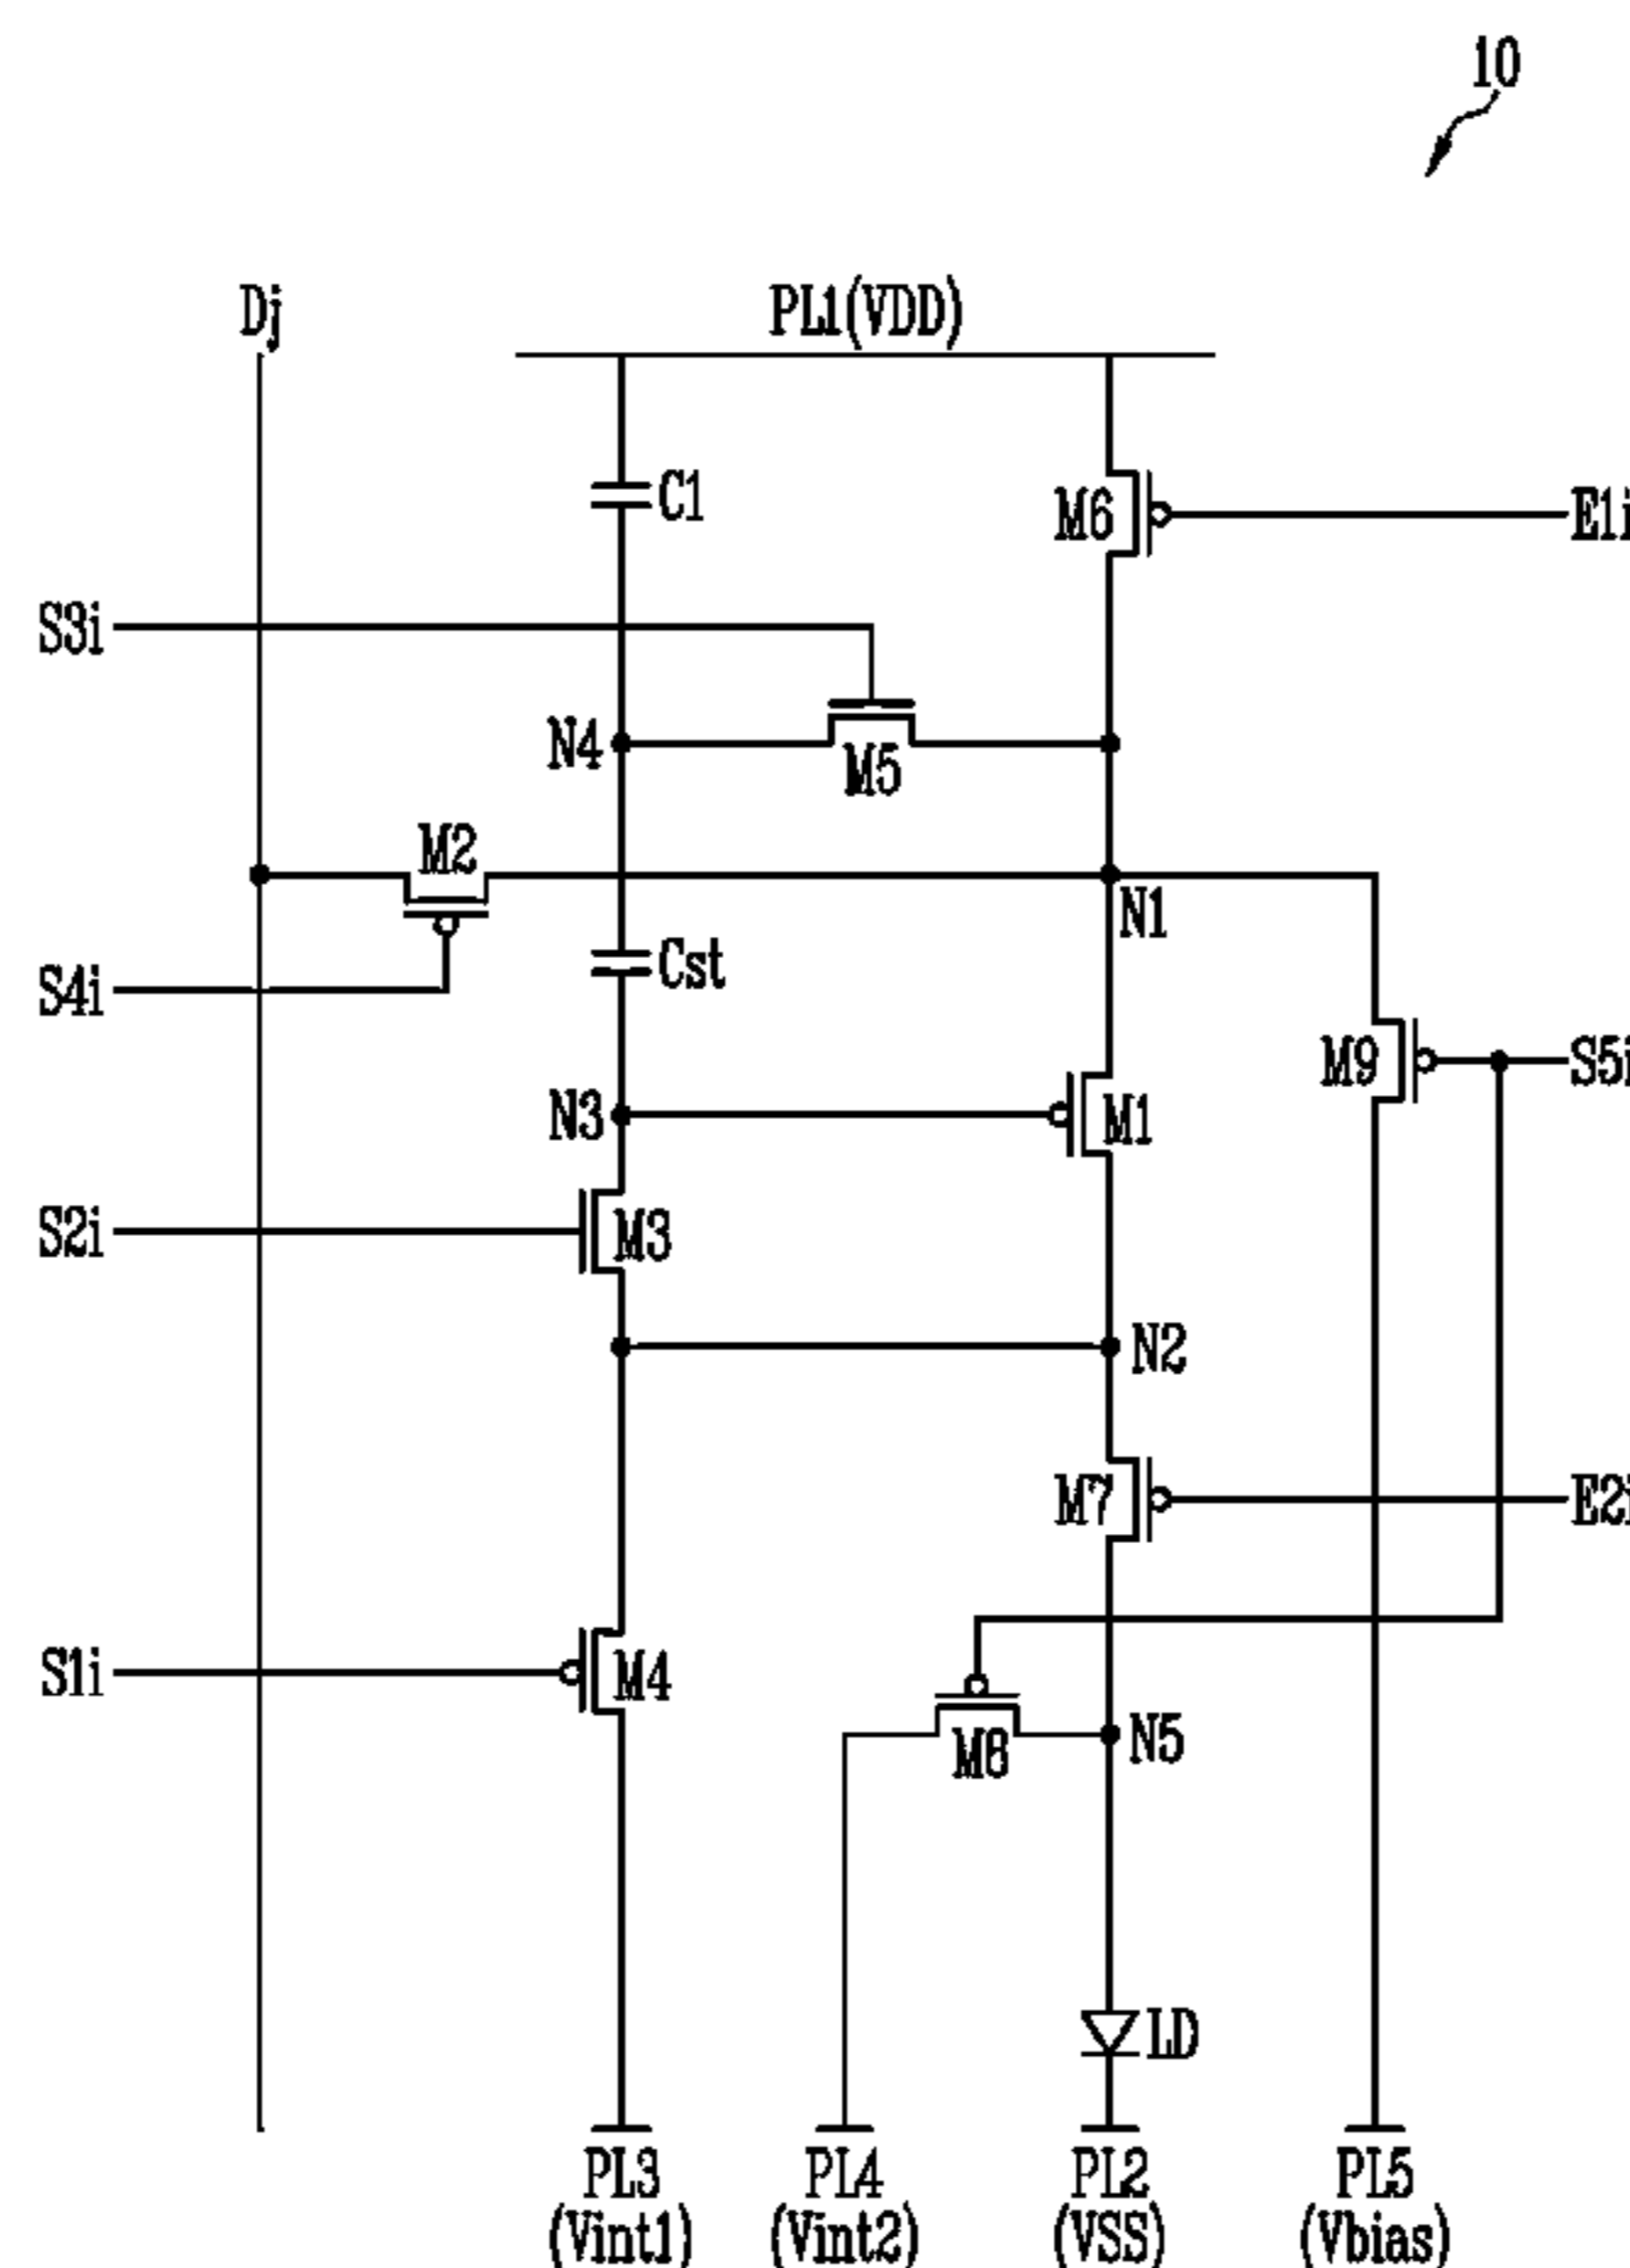 10
Dj
PL1(VDD)
C1
M6
E1i
S3i
N4
M5
M2
N1
Cst
S4i
M9
S5i
N3
M1
S2i
M3
N2
M7
E2i
S1i
M4
M8
N5
LD
PL3
PL4
PL2
PL5
(Vint1)
(Vint2)
(VSS)
(Vbias)